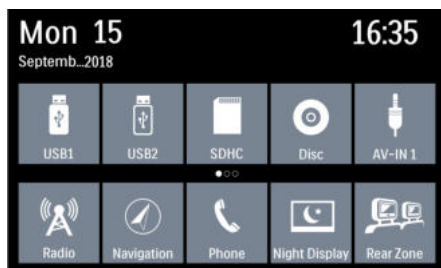 Mon 15 16:35
Septemb...2018
USB1 USB2 SDHC Disc AV-IN 1
Radio Navigation Phone Night Display Rear Zone